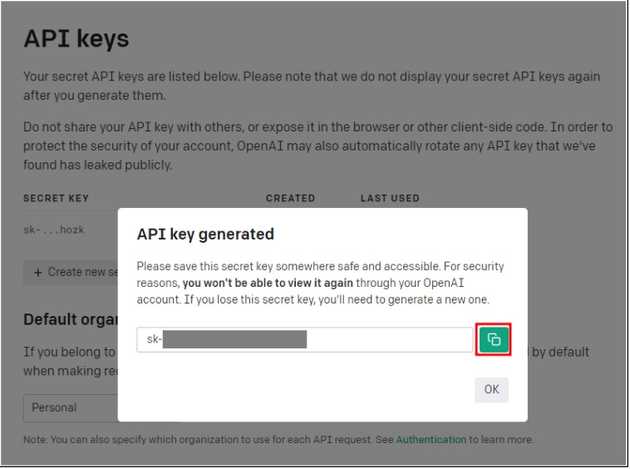 API keys
Your secret API keys are listed below. Please note that we do not display your secret API keys again
after you generate them.
Do not share your API key with others, or expose it in the browser or other client-side code. In order to
protect the security of your account, OpenAI may also automatically rotate any API key that we've
found has leaked publicly.
SECRET KEY CREATED LAST USED
sk-...hozk
+ Create new se
API key generated
Please save this secret key somewhere safe and accessible. For security
reasons, you won't be able to view it again through your OpenAI
account. If you lose this secret key, you'll need to generate a new one.
sk-
OK
Default organ
If you belong to
d by default
when making req
Personal
Note: You can also specify which organization to use for each API request. See Authentication to learn more.